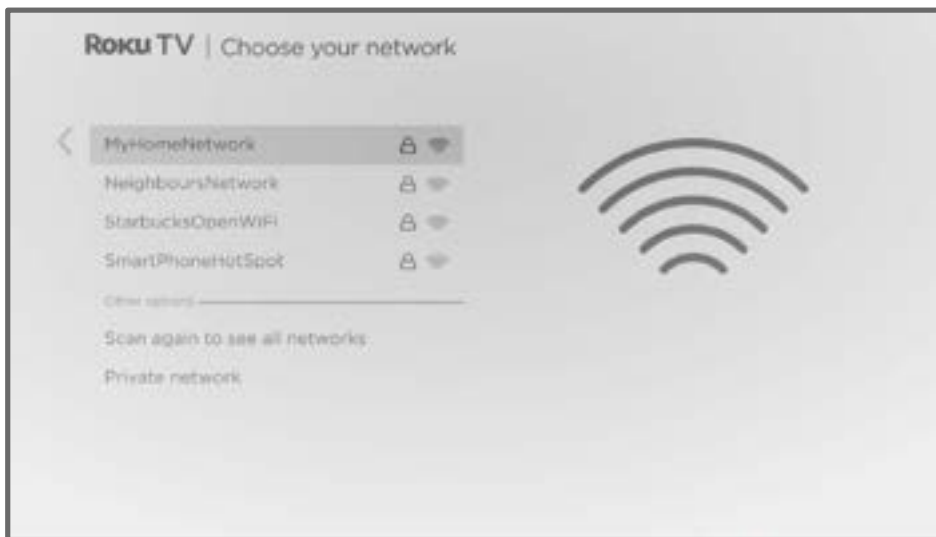 Roku TV | Choose your network
MyHomeNetwork
NeighboursNetwork
StarbucksOpenWiFi
SmartPhoneHotSpot
Other options
Scan again to see all networks
Private network